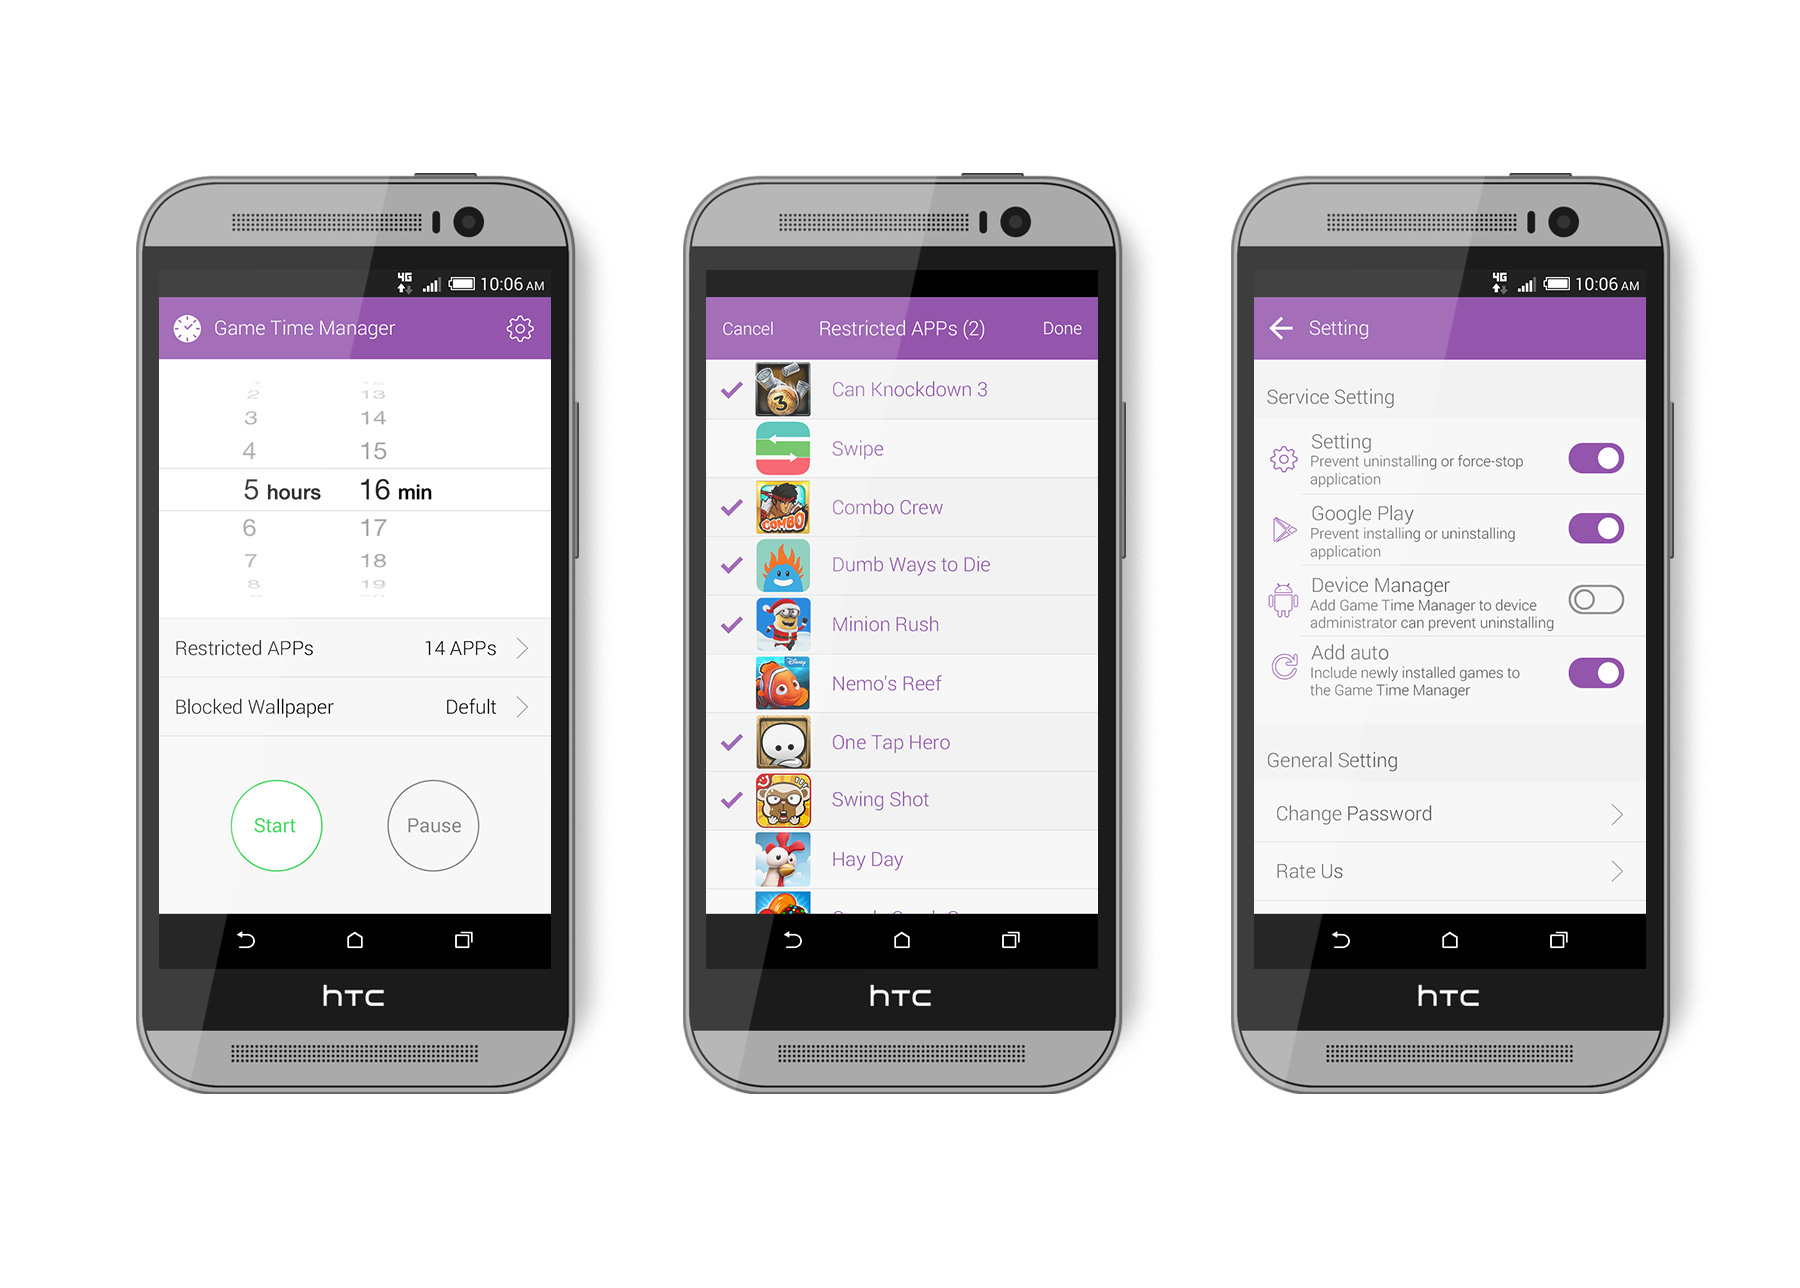 4G
10:06 AM
Game Time Manager
2 13
3 14
4 15
5 hours 16 min
6 17
7 18
8 19
Restricted APPs 14 APPs
Blocked Wallpaper Defult
Start Pause
hTC
Cancel Restricted APPs (2) Done
3
Can Knockdown 3
Swipe
COMBO
Combo Crew
Dumb Ways to Die
Minion Rush
Disney
Nemo's Reef
One Tap Hero
Swing Shot
Hay Day
hTC
4G
10:06 AM
Setting
Service Setting
Setting
Prevent uninstalling or force-stop
application
Google Play
Prevent installing or uninstalling
application
Device Manager
Add Game Time Manager to device
administrator can prevent uninstalling
Add auto
Include newly installed games to
the Game Time Manager
General Setting
Change Password
Rate Us
hTC